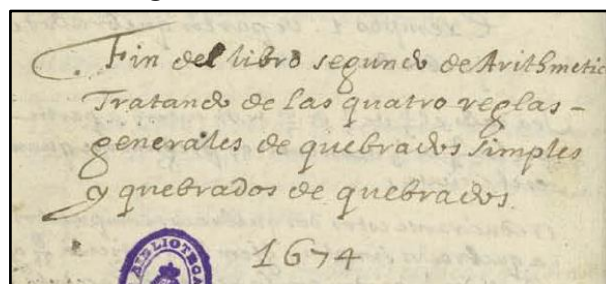 Fin del libro segundo de Arithmetic
Tratando de las quatro reglas -
generales de quebrados simples
y quebrados de quebrados.
1674
BIBLIOTECA